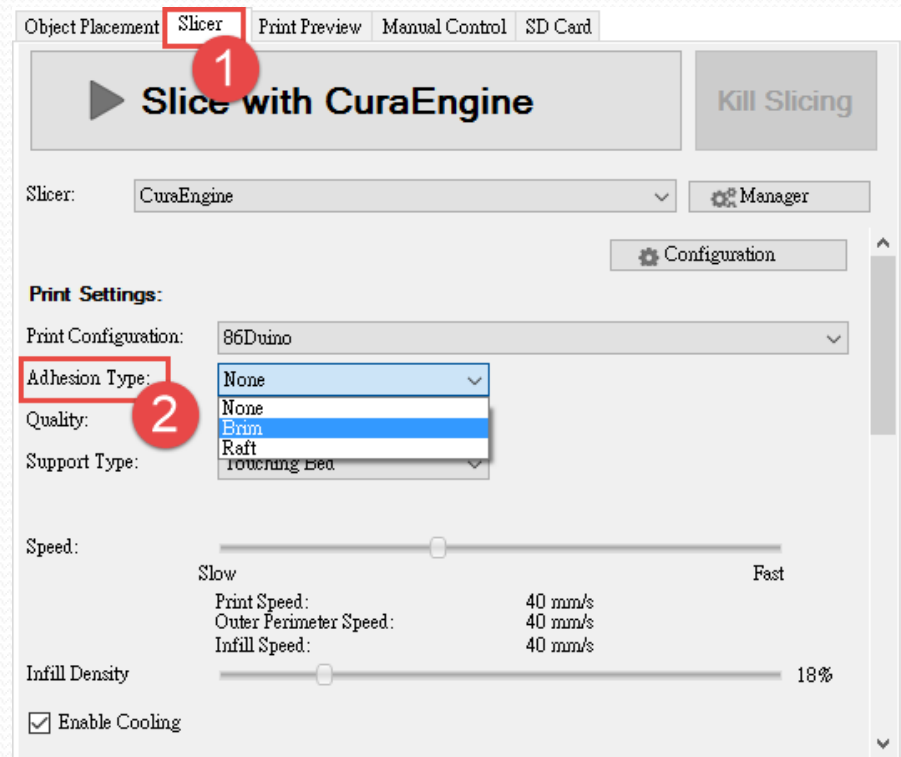 Object Placement Slicer Print Preview Manual Control SD Card
1
Slice with CuraEngine Kill Slicing
Slicer: CuraEngine Manager
Configuration
Print Settings:
Print Configuration: 86Duino
Adhesion Type: None
2
None
Quality: Brim
Raft
Support Type: Touching Bed
Speed:
Slow Fast
Print Speed: 40 mm/s
Outer Perimeter Speed: 40 mm/s
Infill Speed: 40 mm/s
Infill Density 18%
Enable Cooling